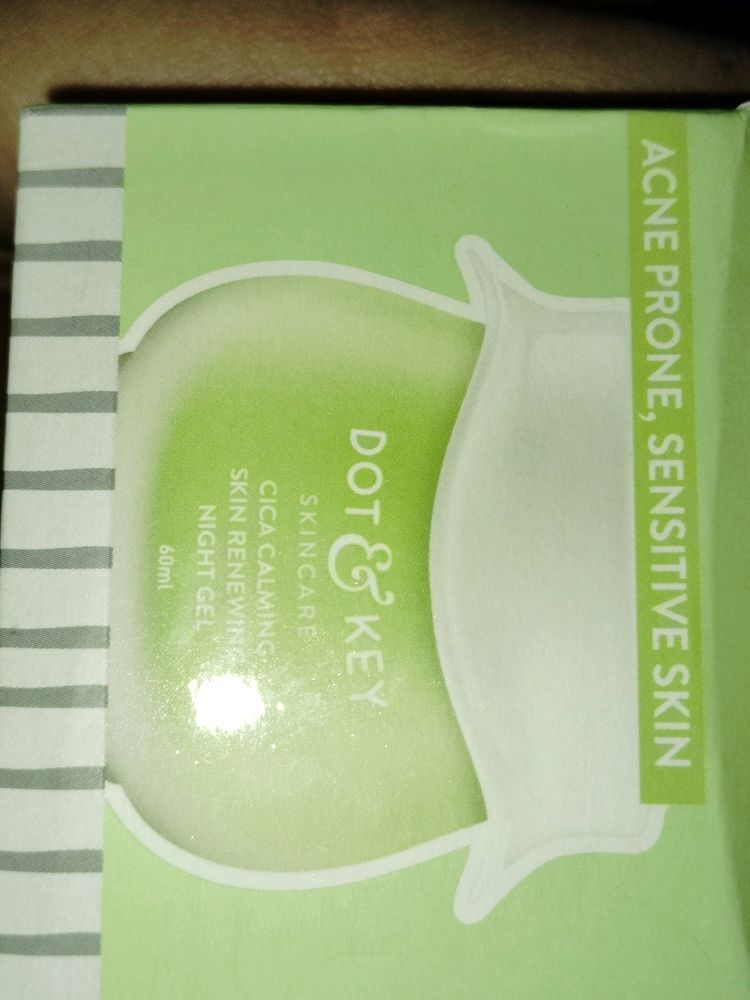 ACNE PRONE, SENSITIVE SKIN
DOT & KEY
SKINCARE
CICA CALMING
SKIN RENEWING
NIGHT GEL
60ml